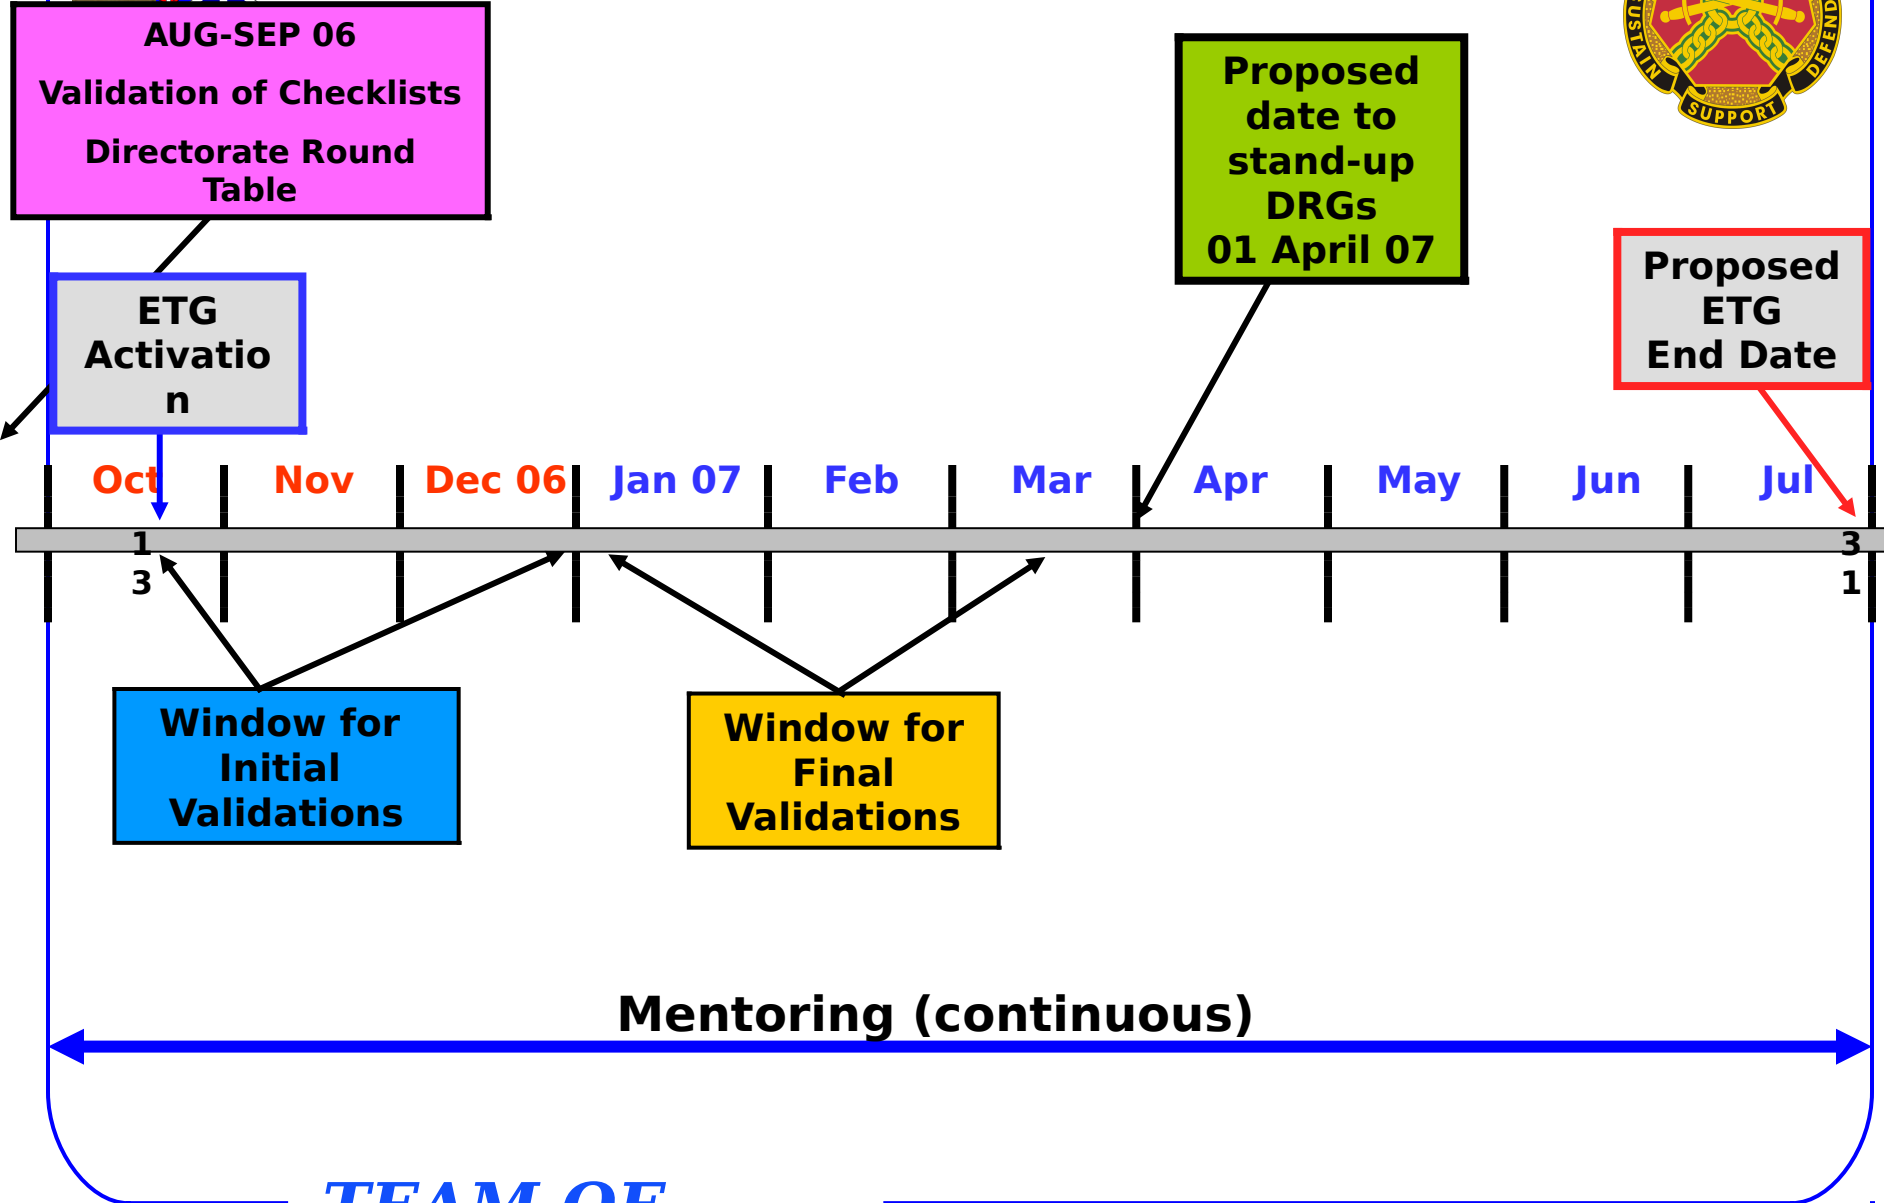 AUG-SEP 06
Validation of Checklists
Directorate Round
Table
SUSTAIN
SUPPORT
DEFEND
Proposed
date to
stand-up
DRGs
01 April 07
Proposed
ETG
End Date
ETG
Activatio
n
Oct
Nov
Dec 06
Jan 07
Feb
Mar
Apr
May
Jun
Jul
1
3
3
1
Window for
Initial
Validations
Window for
Final
Validations
Mentoring (continuous)
TEAM OF